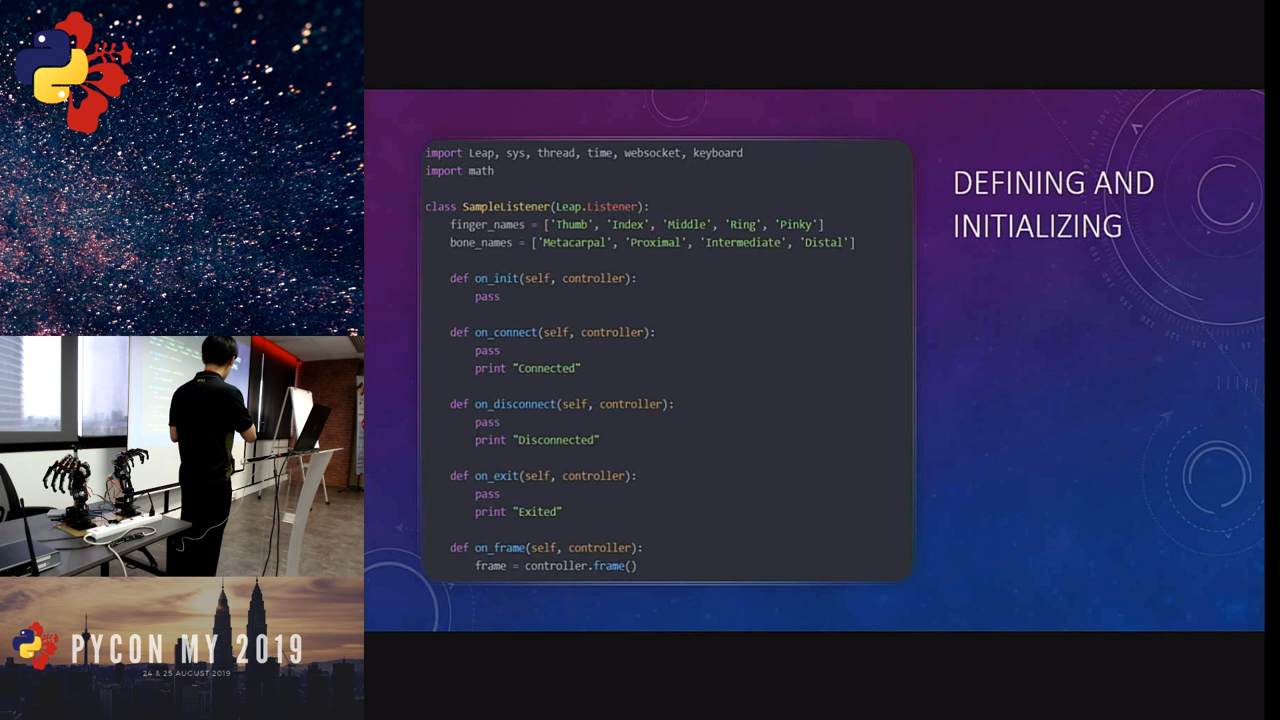 import Leap, sys, thread, time, websocket, keyboard
import math
class SampleListener(Leap.Listener):
finger_names = ['Thumb', 'Index', 'Middle', 'Ring', 'Pinky']
bone_names = ['Metacarpal', 'Proximal', 'Intermediate', 'Distal']
def on_init(self, controller):
pass
def on_connect(self, controller):
pass
print "Connected"
def on_disconnect(self, controller):
pass
print "Disconnected"
def on_exit(self, controller):
pass
print "Exited"
def on_frame(self, controller):
frame = controller.frame()
DEFINING AND
INITIALIZING
PYCON MY 2019
24 & 25 AUGUST 2019